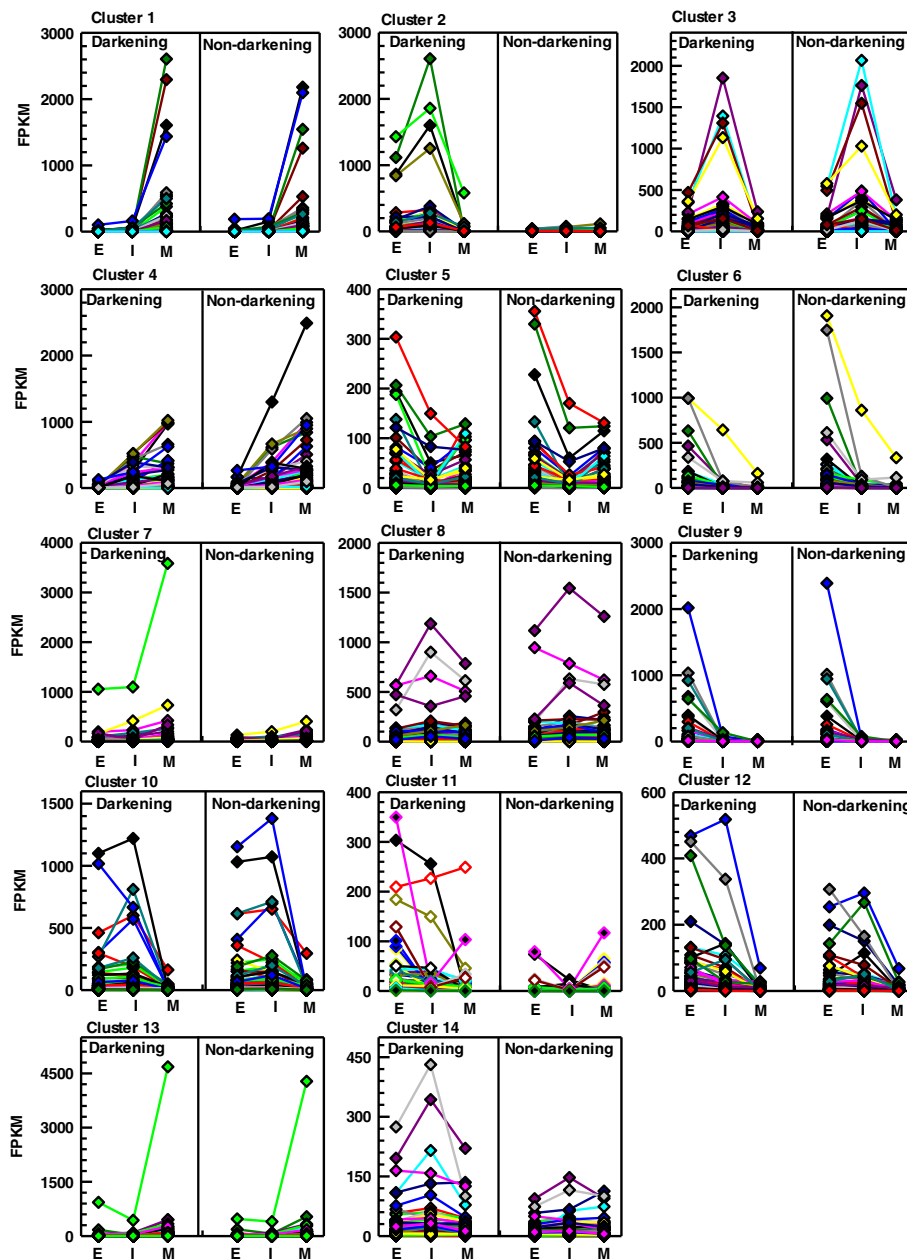 Cluster 1
Cluster 2
Cluster 3
3000
2000
1000
0
FPKM
Darkening
Non-darkening
E I M
E I M
3000
2000
1000
0
Darkening
Non-darkening
E I M
E I M
2000
1500
1000
500
0
Darkening
Non-darkening
E I M
E I M
Cluster 4
Cluster 5
Cluster 6
3000
2000
1000
0
FPKM
Darkening
Non-darkening
E I M
E I M
400
300
200
100
0
Darkening
Non-darkening
E I M
E I M
2000
1500
1000
500
0
Darkening
Non-darkening
E I M
E I M
Cluster 7
Cluster 8
Cluster 9
4000
3000
2000
1000
0
FPKM
Darkening
Non-darkening
E I M
E I M
2000
1500
1000
500
0
Darkening
Non-darkening
E I M
E I M
3000
2000
1000
0
Darkening
Non-darkening
E I M
E I M
Cluster 10
Cluster 11
Cluster 12
1500
1000
500
0
FPKM
Darkening
Non-darkening
E I M
E I M
400
300
200
100
0
Darkening
Non-darkening
E I M
E I M
600
400
200
0
Darkening
Non-darkening
E I M
E I M
Cluster 13
Cluster 14
4500
3000
1500
0
FPKM
Darkening
Non-darkening
E I M
E I M
450
300
150
0
Darkening
Non-darkening
E I M
E I M